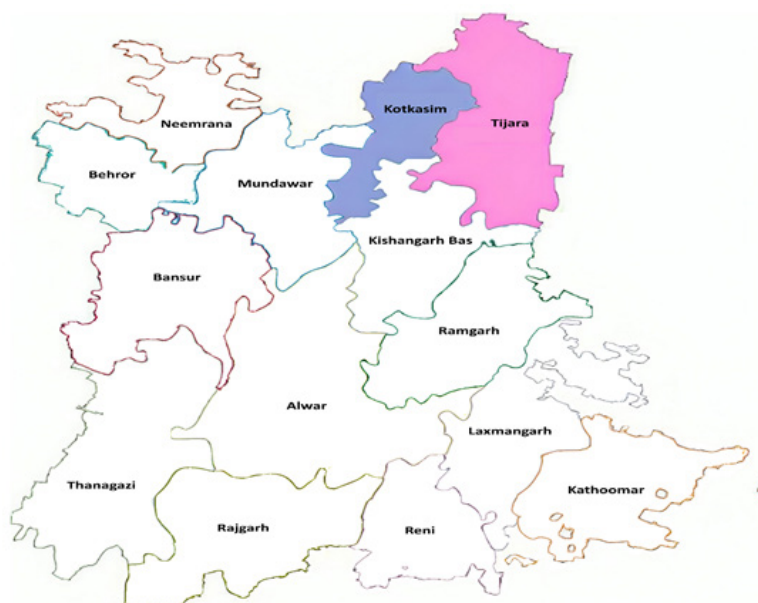 Kotkasim
Neemrana
Tijara
Behror
Mundawar
Kishangarh Bas
Bansur
Ramgarh
Alwar
Laxmangarh
Thanagazi
Kathoomar
Rajgarh
Reni